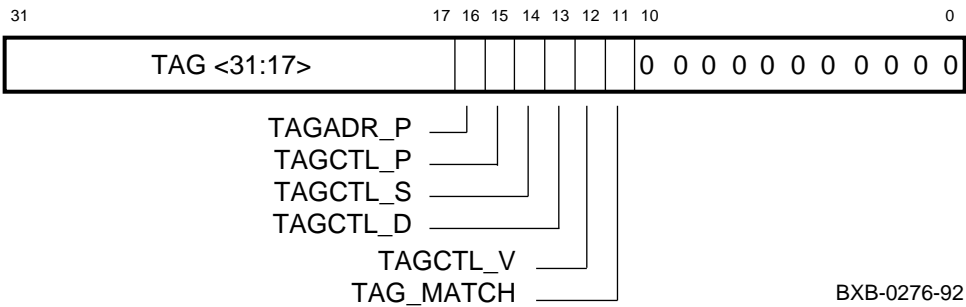 31 17 16 15 14 13 12 11 10 0
TAG <31:17> 0 0 0 0 0 0 0 0 0 0 0
TAGADR_P
TAGCTL_P
TAGCTL_S
TAGCTL_D
TAGCTL_V
TAG_MATCH BXB-0276-92